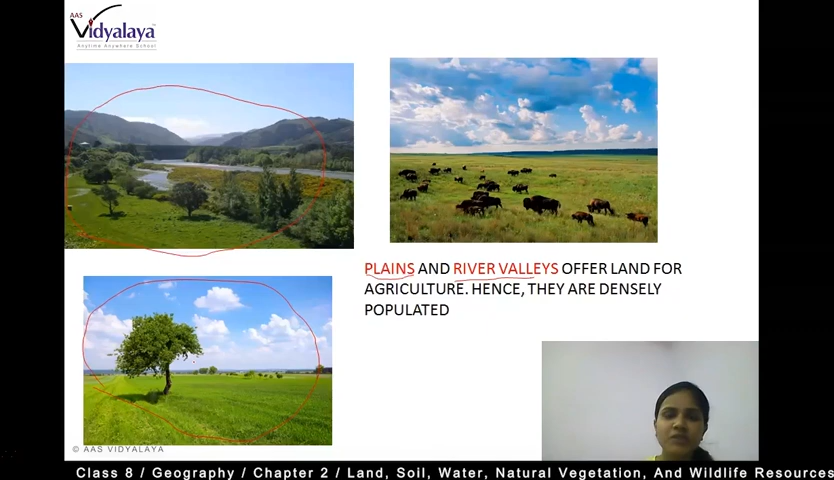 AAS
Vidyalaya
Anytime Anywhere School
PLAINS AND RIVER VALLEYS OFFER LAND FOR
AGRICULTURE. HENCE, THEY ARE DENSELY
POPULATED
© AAS VIDYALAYA
Class 8 / Geography / Chapter 2 / Land, Soil, Water, Natural Vegetation, And Wildlife Resources